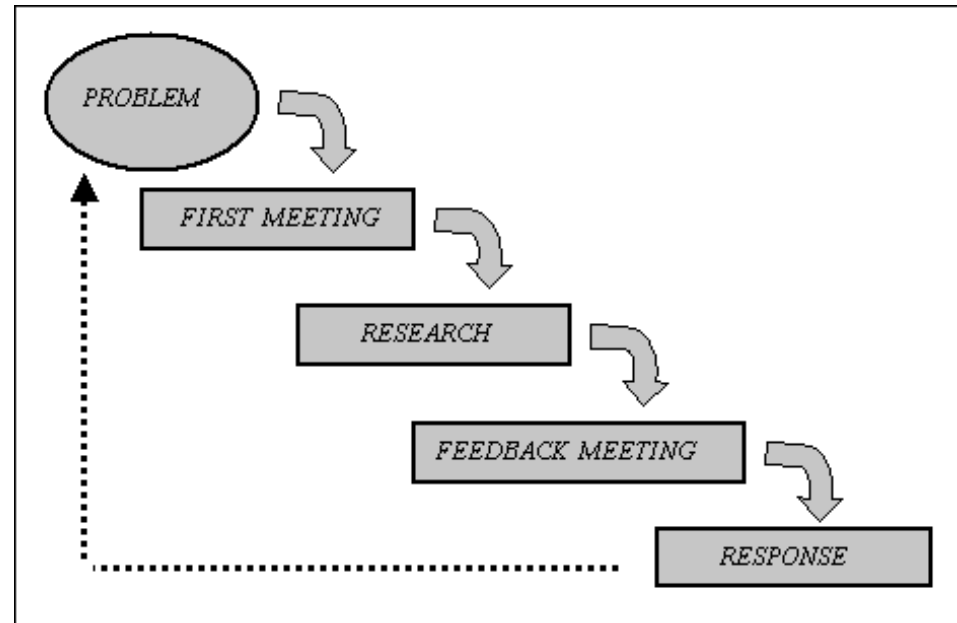 PROBLEM
FIRST MEETING
RESEARCH
FEEDBACK MEETING
RESPONSE